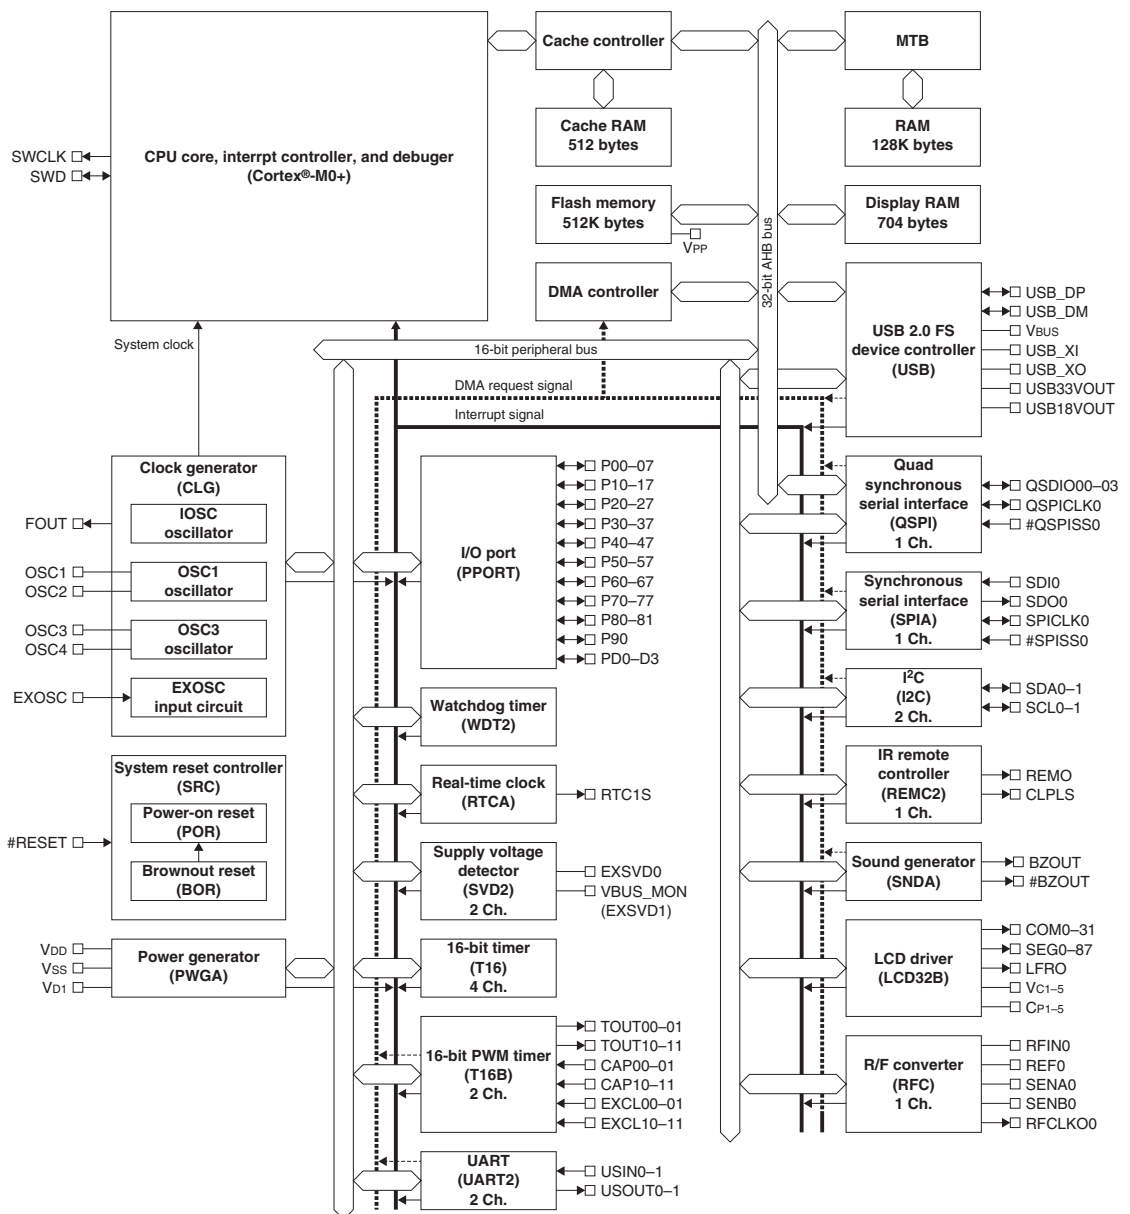 Cache controller
MTB
Cache RAM
512 bytes
RAM
128K bytes
SWCLK
SWD
CPU core, interrpt controller, and debuger
(Cortex®-M0+)
Flash memory
512K bytes
VPP
Display RAM
704 bytes
32-bit AHB bus
DMA controller
USB 2.0 FS
device controller
(USB)
USB_DP
USB_DM
VBUS
USB_XI
USB_XO
USB33VOUT
USB18VOUT
System clock
16-bit peripheral bus
DMA request signal
Interrupt signal
Clock generator
(CLG)
IOSC
oscillator
OSC1
oscillator
OSC3
oscillator
EXOSC
input circuit
FOUT
OSC1
OSC2
OSC3
OSC4
EXOSC
I/O port
(PPORT)
P00–07
P10–17
P20–27
P30–37
P40–47
P50–57
P60–67
P70–77
P80–81
P90
PD0–D3
Quad
synchronous
serial interface
(QSPI)
1 Ch.
QSDIO00–03
QSPICLK0
#QSPISS0
Synchronous
serial interface
(SPIA)
1 Ch.
SDI0
SDO0
SPICLK0
#SPISS0
Watchdog timer
(WDT2)
I2C
(I2C)
2 Ch.
SDA0–1
SCL0–1
System reset controller
(SRC)
Power-on reset
(POR)
Brownout reset
(BOR)
#RESET
Real-time clock
(RTCA)
RTC1S
IR remote
controller
(REMC2)
1 Ch.
REMO
CLPLS
Supply voltage
detector
(SVD2)
2 Ch.
EXSVD0
VBUS_MON
(EXSVD1)
Sound generator
(SNDA)
BZOUT
#BZOUT
VDD
VSS
VD1
Power generator
(PWGA)
16-bit timer
(T16)
4 Ch.
LCD driver
(LCD32B)
COM0–31
SEG0–87
LFRO
VC1–5
CP1–5
16-bit PWM timer
(T16B)
2 Ch.
TOUT00–01
TOUT10–11
CAP00–01
CAP10–11
EXCL00–01
EXCL10–11
R/F converter
(RFC)
1 Ch.
RFIN0
REF0
SENA0
SENB0
RFCLKO0
UART
(UART2)
2 Ch.
USIN0–1
USOUT0–1